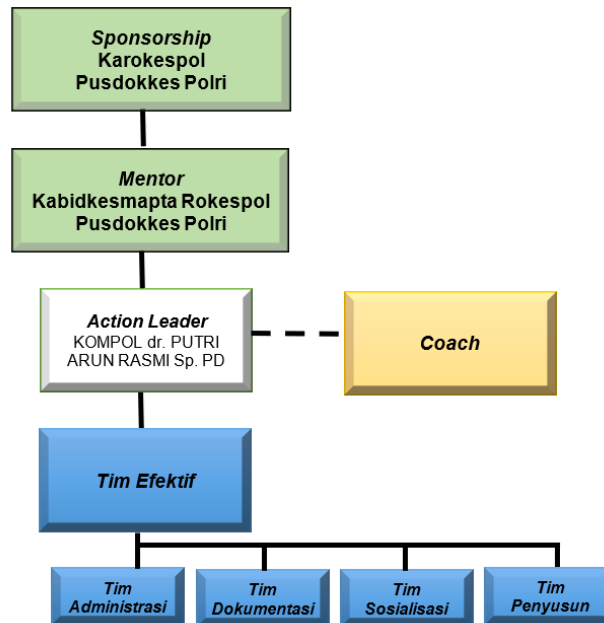 Sponsorship
Karokespol
Pusdokkes Polri
Mentor
Kabidkesmapta Rokespol
Pusdokkes Polri
Action Leader
KOMPOL dr. PUTRI
ARUN RASMI Sp. PD
Coach
Tim Efektif
Tim
Administrasi
Tim
Dokumentasi
Tim
Sosialisasi
Tim
Penyusun